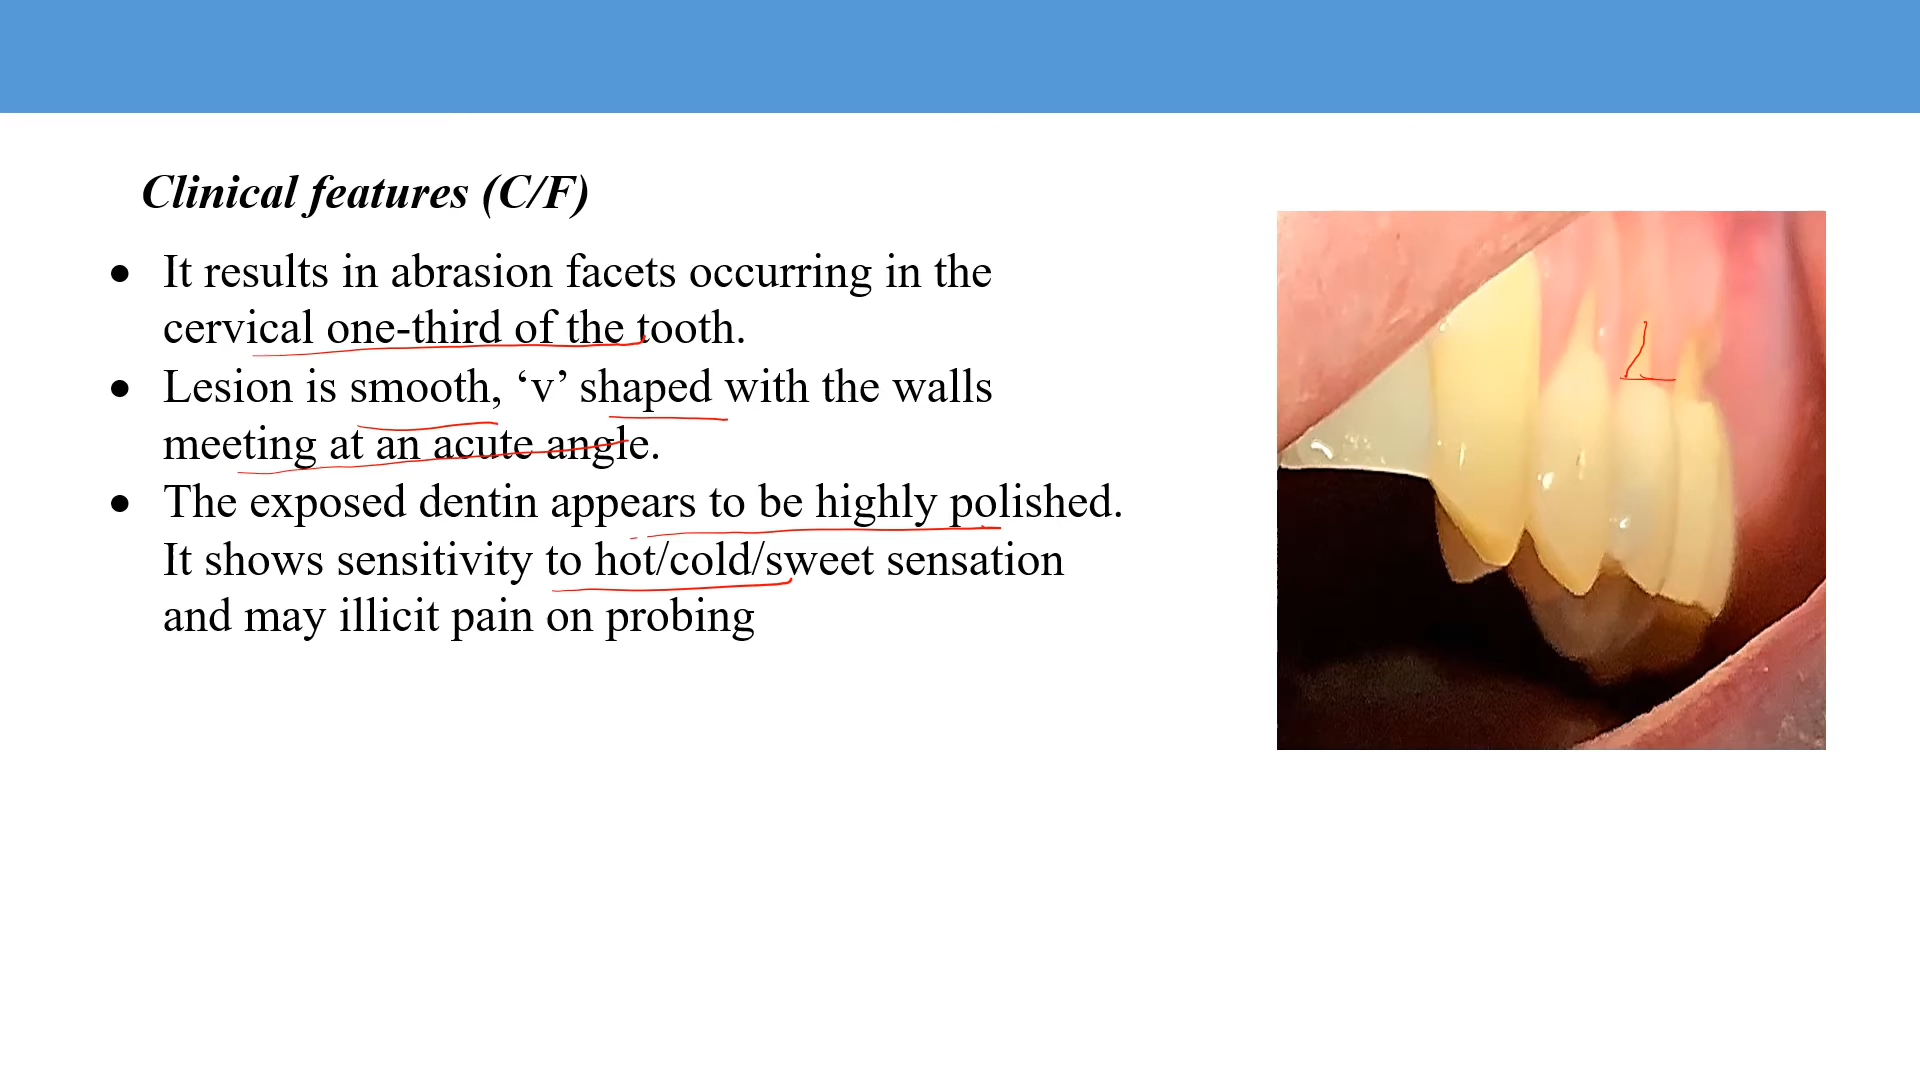 Clinical features (C/F)
• It results in abrasion facets occurring in the
cervical one-third of the tooth.
• Lesion is smooth, ‘v’ shaped with the walls
meeting at an acute angle.
• The exposed dentin appears to be highly polished.
It shows sensitivity to hot/cold/sweet sensation
and may illicit pain on probing